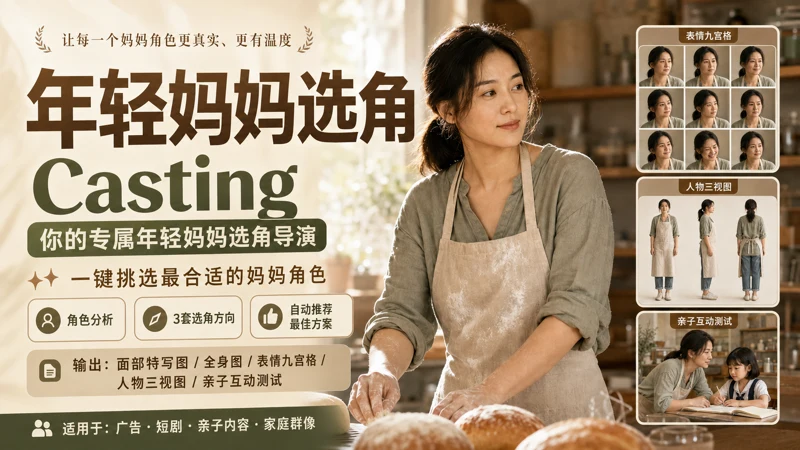 让每一个妈妈角色更真实、更有温度
年轻妈妈选角
Casting
你的专属年轻妈妈选角导演
一键挑选最合适的妈妈角色
角色分析
3套选角方向
自动推荐
最佳方案
输出：面部特写图 / 全身图 / 表情九宫格 /
人物三视图 / 亲子互动测试
适用于：广告 · 短剧 · 亲子内容 · 家庭群像
表情九宫格
人物三视图
亲子互动测试